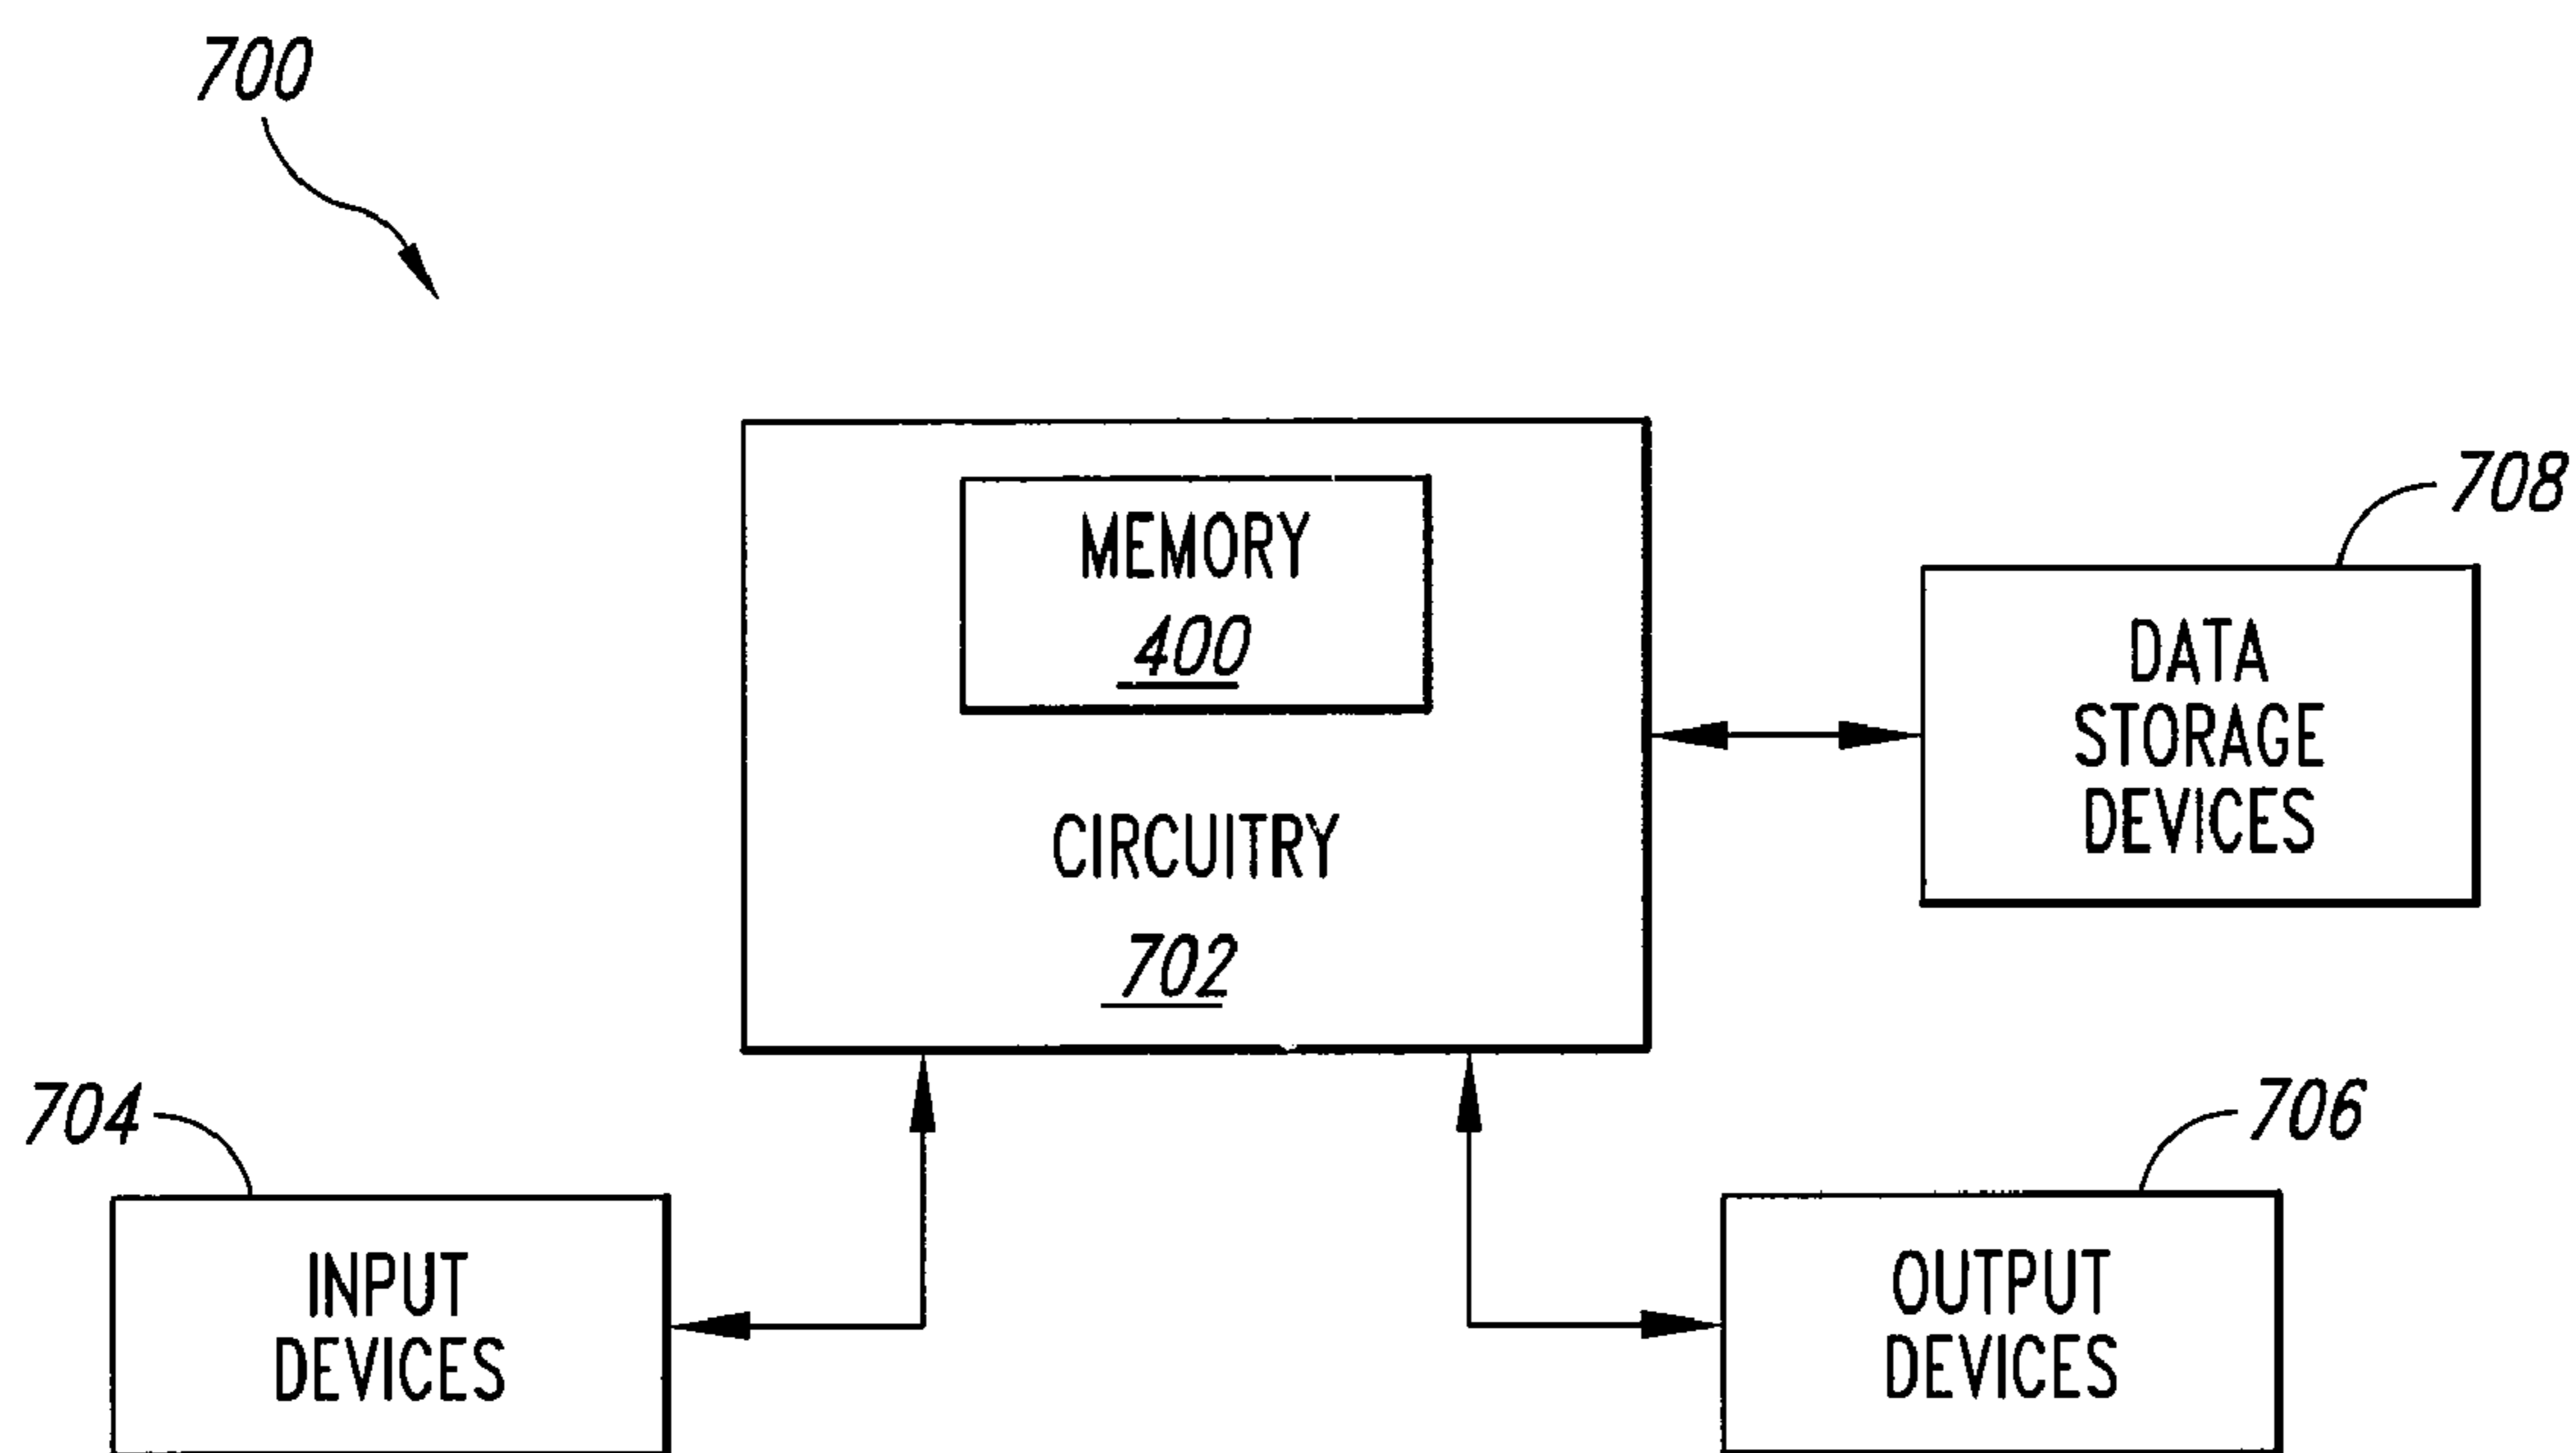 700
MEMORY
400
CIRCUITRY
702
708
DATA
STORAGE
DEVICES
704
INPUT
DEVICES
706
OUTPUT
DEVICES